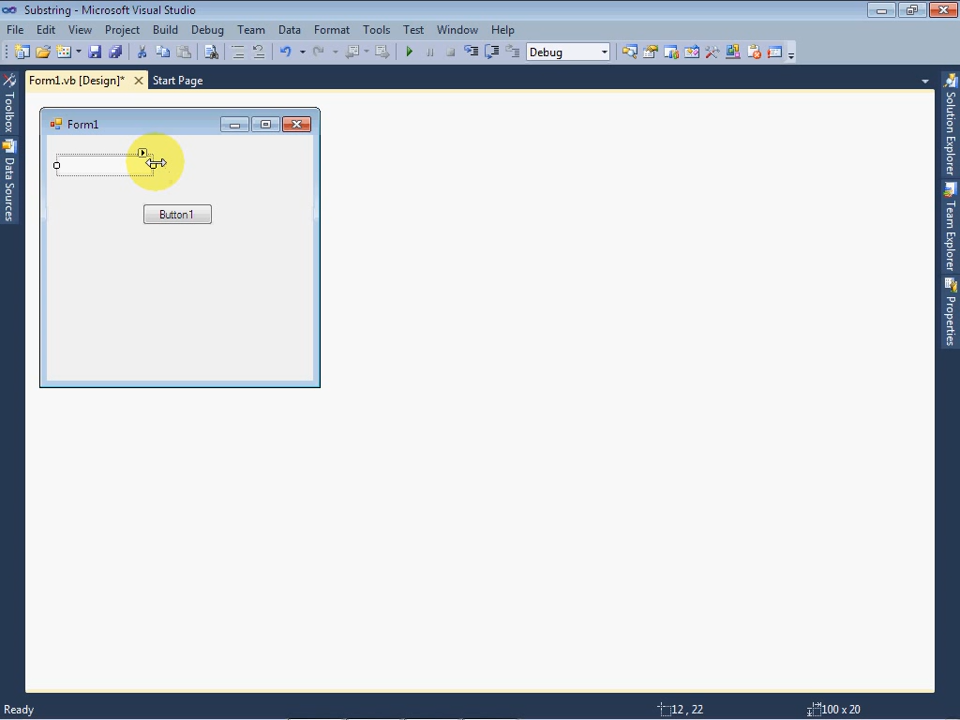 Substring - Microsoft Visual Studio
File Edit View Project Build Debug Team Data Format Tools Test Window Help
Debug
Form1.vb [Design]* Start Page
Toolbox
Data Sources
Form1
Button1
Solution Explorer
Team Explorer
Properties
Ready 12 , 22 100 x 20